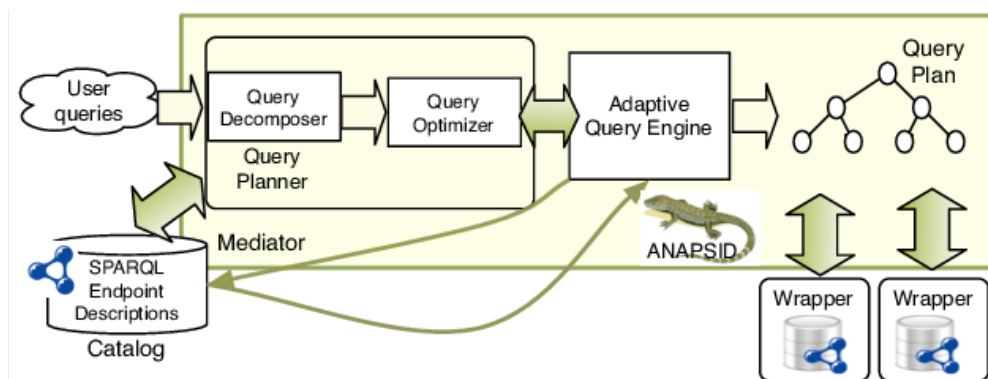 User
queries
Query
Decomposer
Query
Optimizer
Query
Planner
Adaptive
Query Engine
Query
Plan
Mediator
ANAPSID
SPARQL
Endpoint
Descriptions
Catalog
Wrapper
Wrapper